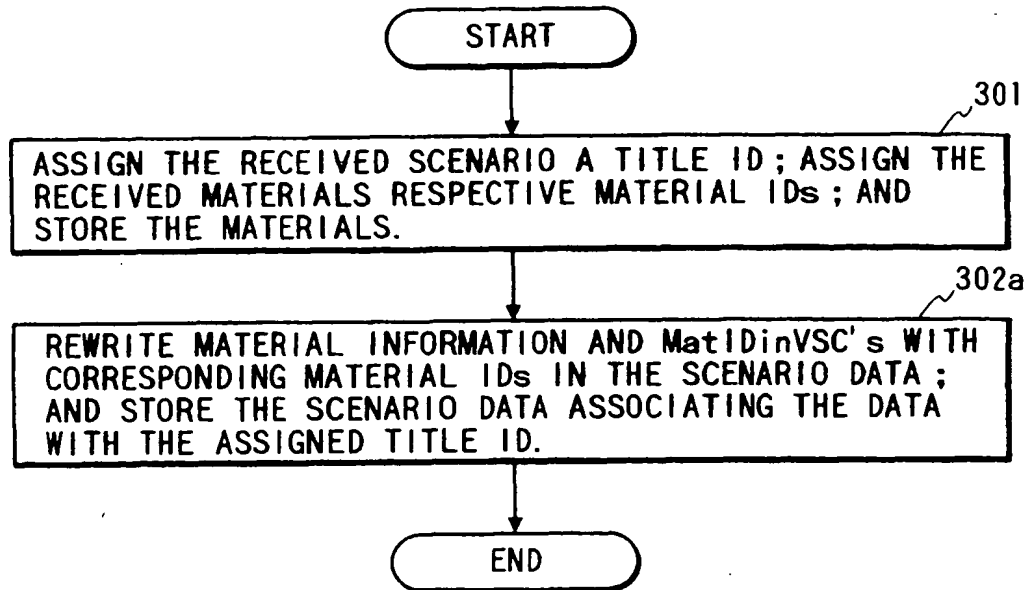 START
301
ASSIGN THE RECEIVED SCENARIO A TITLE ID; ASSIGN THE
RECEIVED MATERIALS RESPECTIVE MATERIAL IDs; AND
STORE THE MATERIALS.
302a
REWRITE MATERIAL INFORMATION AND MatIDinVSC's WITH
CORRESPONDING MATERIAL IDs IN THE SCENARIO DATA;
AND STORE THE SCENARIO DATA ASSOCIATING THE DATA
WITH THE ASSIGNED TITLE ID.
END